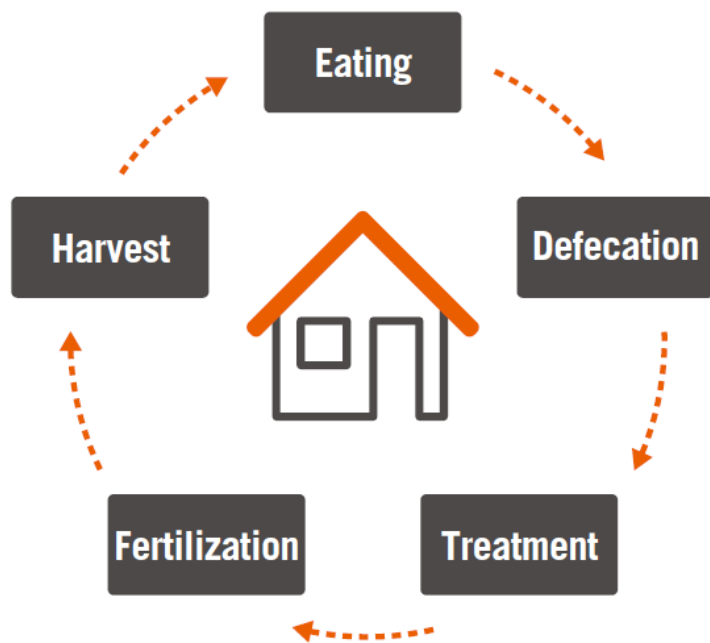 Eating
Defecation
Treatment
Fertilization
Harvest